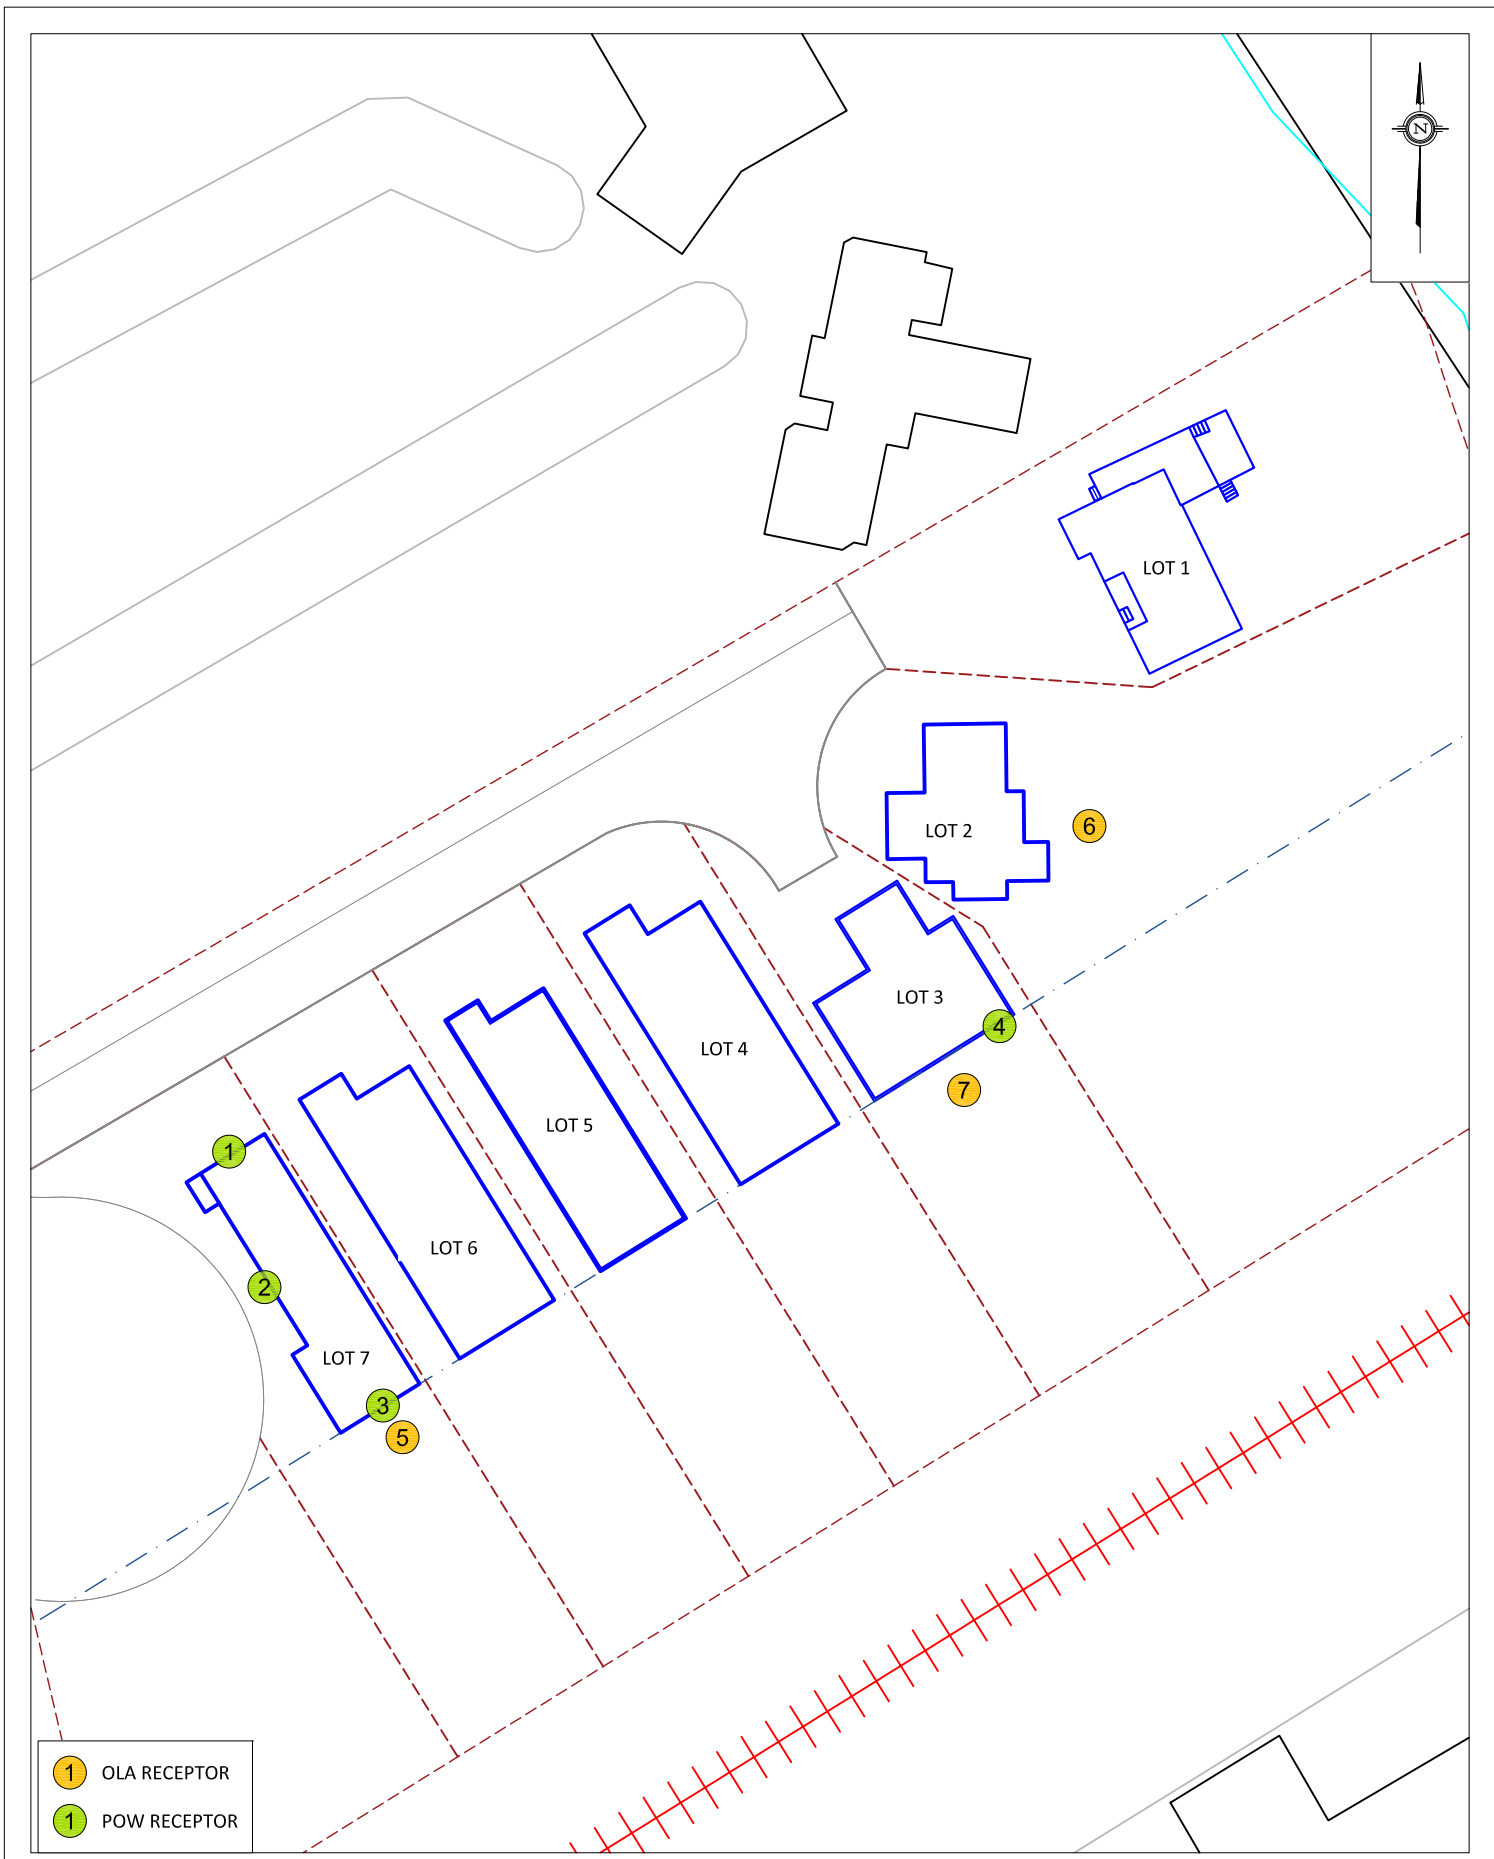 N
LOT 1
LOT 2
6
LOT 3
4
LOT 4
7
LOT 5
1
LOT 6
2
LOT 7
3
5
1 OLA RECEPTOR
1 POW RECEPTOR